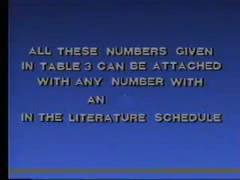 ALL THESE NUMBERS GIVEN
IN TABLE 3 CAN BE ATTACHED
WITH ANY NUMBER WITH
AN
IN THE LITERATURE SCHEDULE